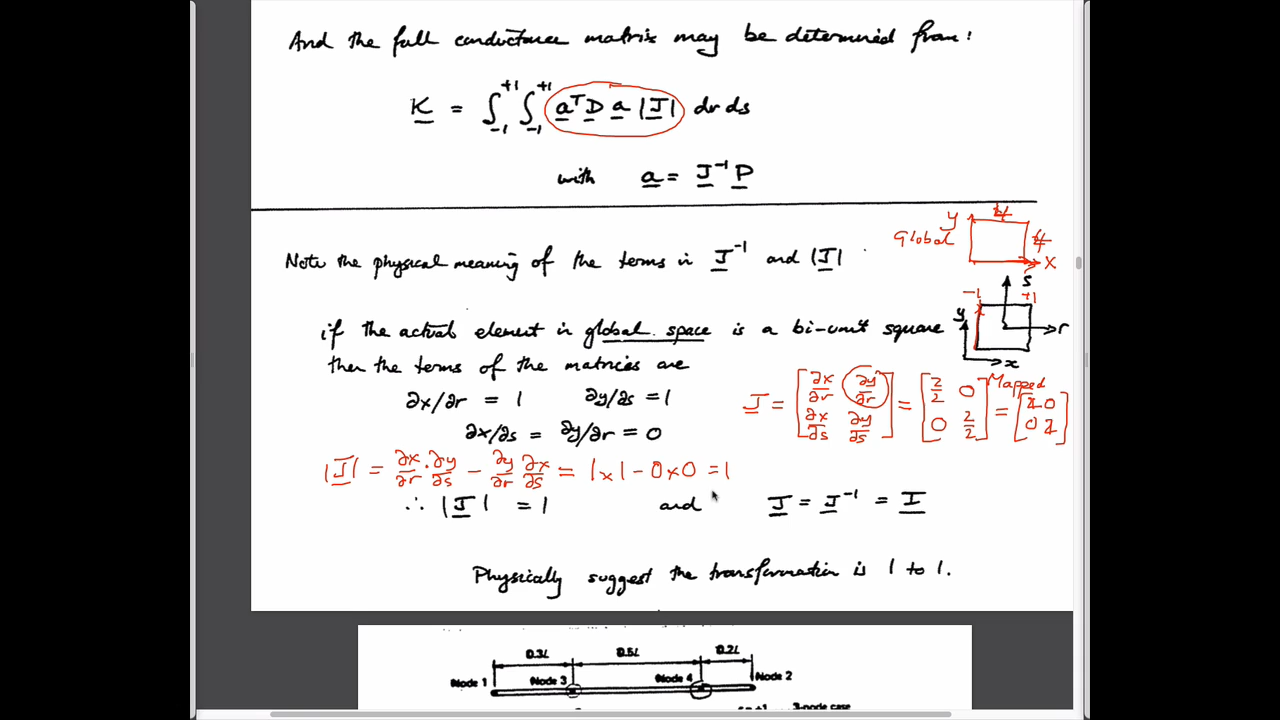 And the full conductance matrix may be determined from:
K = ∫₋₁⁺¹ ∫₋₁⁺¹ aᵀ D a |J| dr ds
with a = J⁻¹ P
Note the physical meaning of the terms in J⁻¹ and |J|
Global y x
-1 +1 s r y x
if the actual element in global space is a bi-unit square
then the terms of the matrices are
Mapped
∂x/∂r = 1 ∂y/∂s = 1
J = [∂x/∂r ∂y/∂r; ∂x/∂s ∂y/∂s] = [2/2 0; 0 2/2] = [1 0; 0 1]
∂x/∂s = ∂y/∂r = 0
|J| = ∂x/∂r · ∂y/∂s − ∂y/∂r ∂x/∂s = 1 × 1 − 0 × 0 = 1
∴ |J| = 1 and J = J⁻¹ = I
Physically suggest the transformation is 1 to 1.
0.3L 0.5L 0.2L
Node 1 Node 3 Node 4 Node 2
3-node case